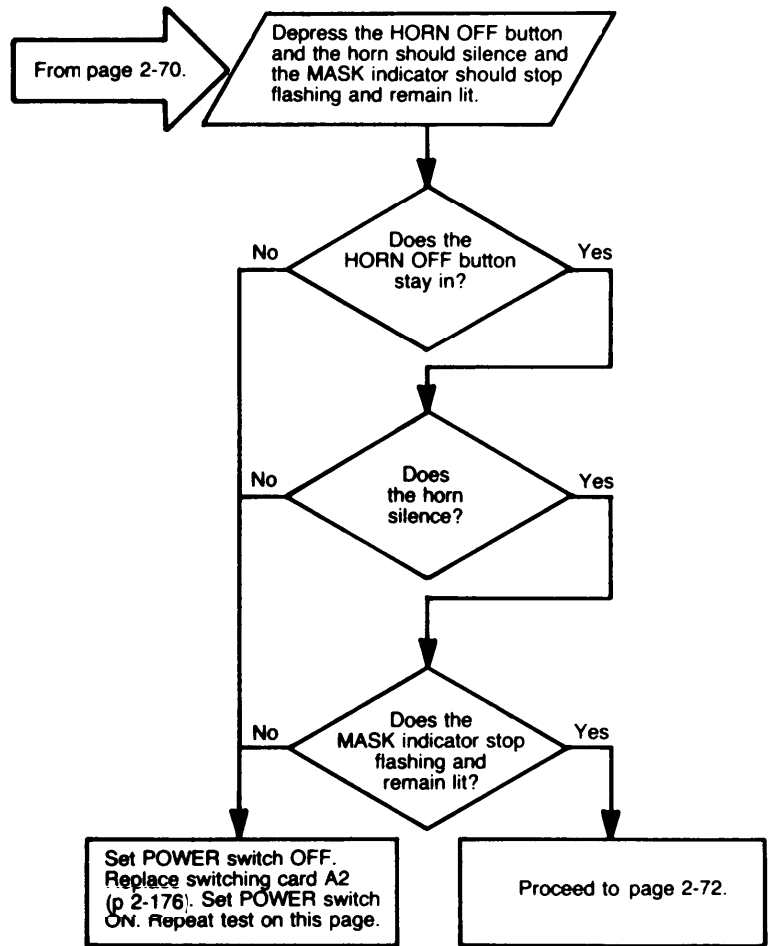 From page 2-70.
Depress the HORN OFF button
and the horn should silence and
the MASK indicator should stop
flashing and remain lit.
No
Does the
HORN OFF button
stay in?
Yes
No
Does
the horn
silence?
Yes
No
Does the
MASK indicator stop
flashing and
remain lit?
Yes
Set POWER switch OFF.
Replace switching card A2
(p 2-176). Set POWER switch
ON. Repeat test on this page.
Proceed to page 2-72.